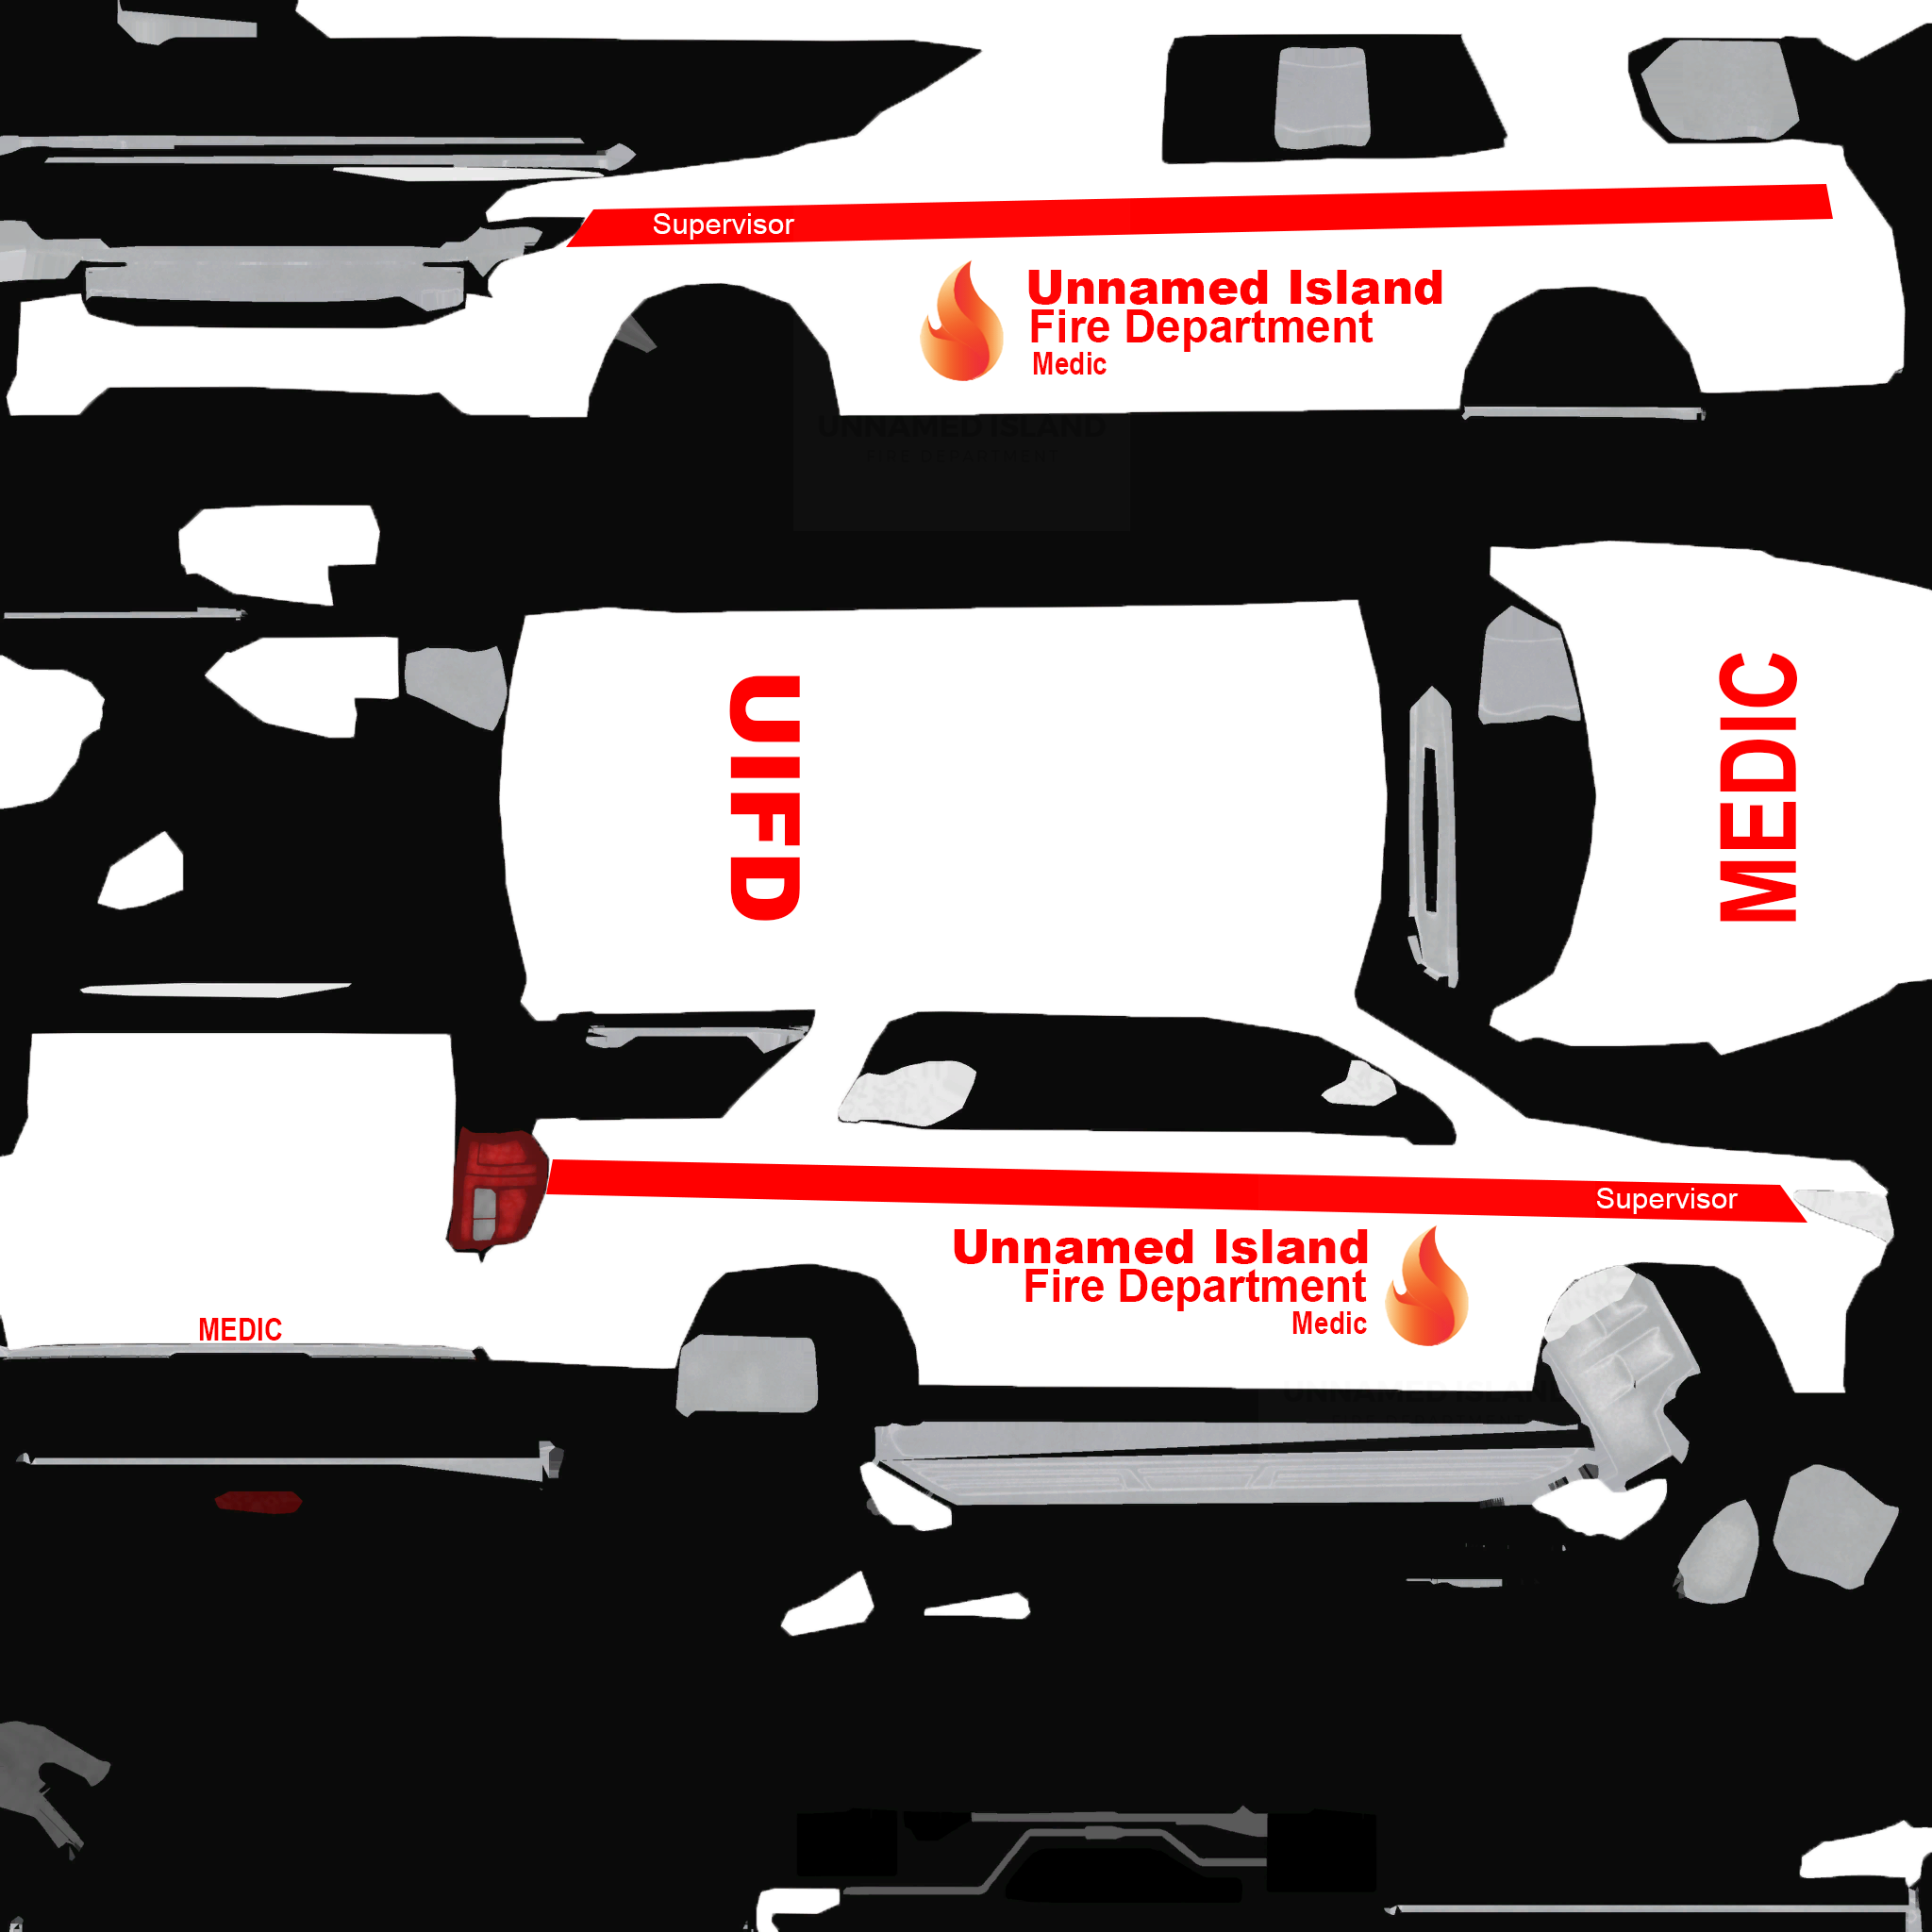 Supervisor
Unnamed Island
Fire Department
Medic
UNNAMED ISLAND
FIRE DEPARTMENT
UIFD
MEDIC
Supervisor
Unnamed Island
Fire Department
Medic
MEDIC